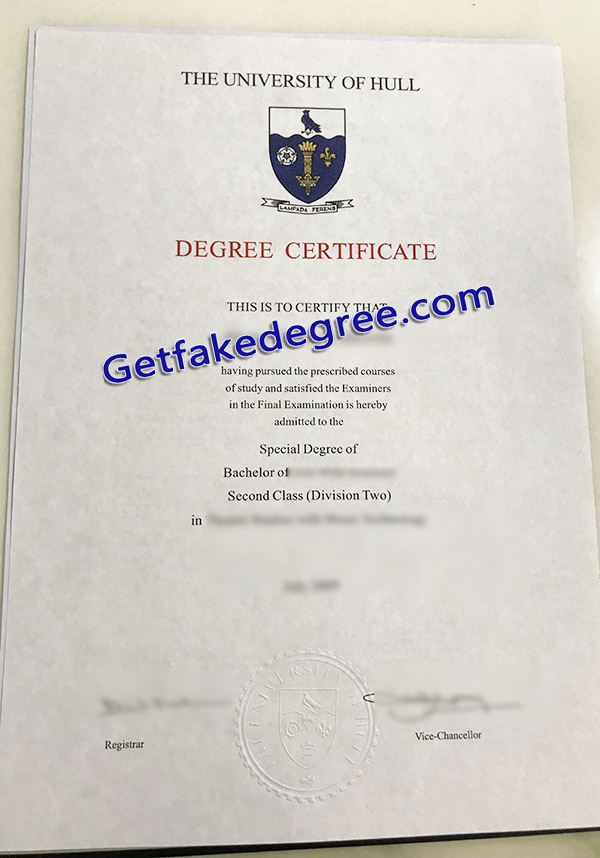 THE UNIVERSITY OF HULL
LAMPADA FERENS
DEGREE CERTIFICATE
THIS IS TO CERTIFY THAT
Getfakedegree.com
having pursued the prescribed courses
of study and satisfied the Examiners
in the Final Examination is hereby
admitted to the
Special Degree of
Bachelor of
Second Class (Division Two)
in
Registrar
Vice-Chancellor